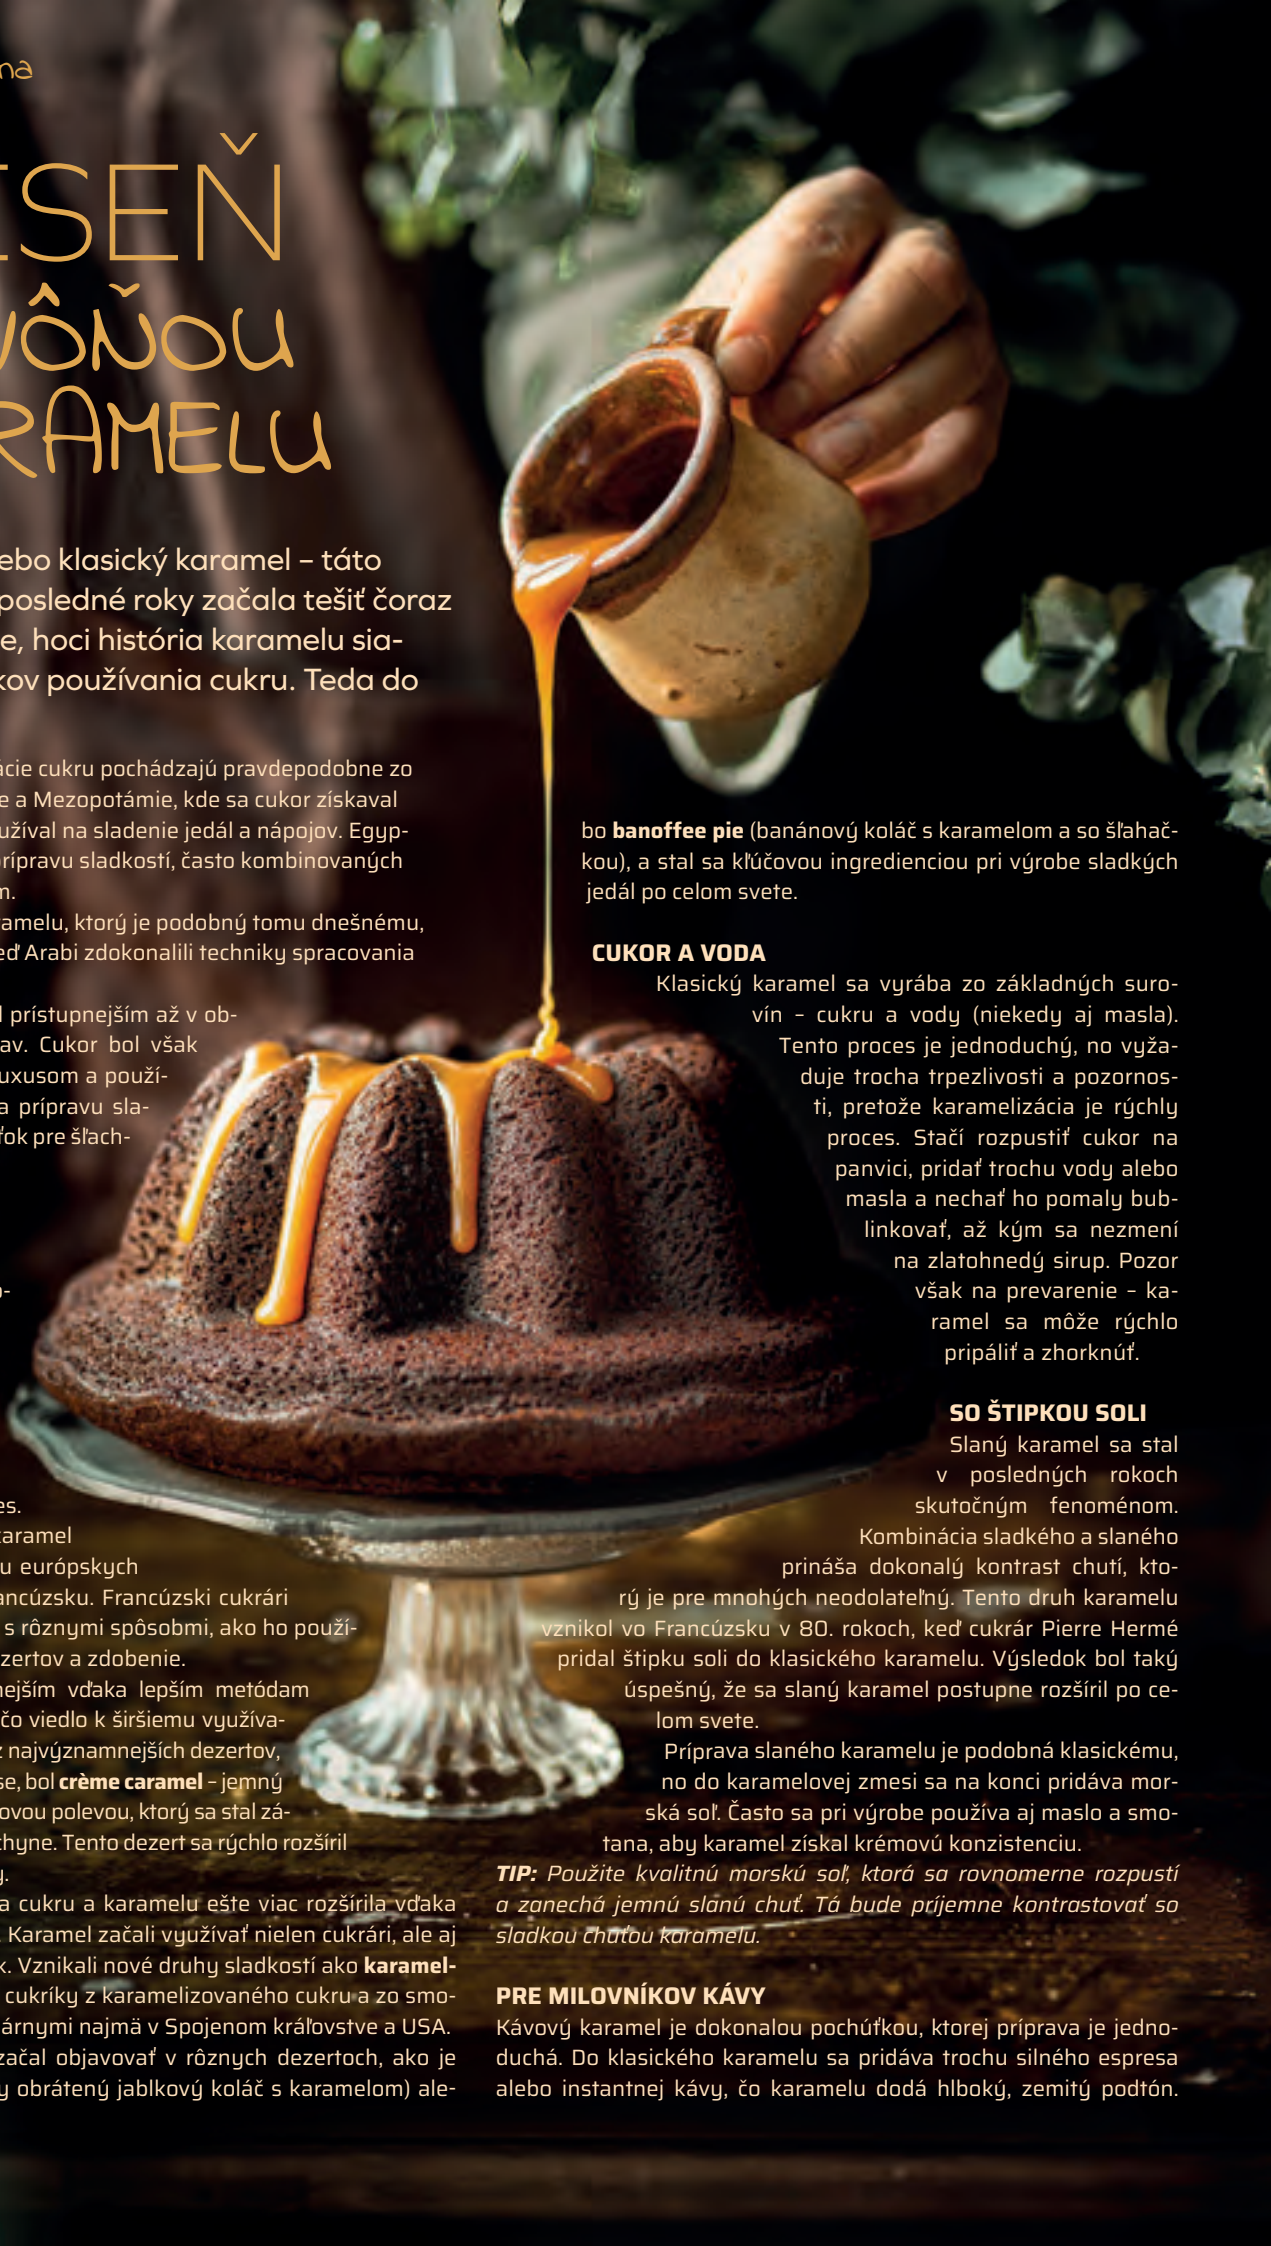 na
ESEŇ
VÔŇOU
RAMELU
ebo klasický karamel – táto
posledné roky začala tešiť čoraz
e, hoci história karamelu sia-
kov používania cukru. Teda do
ácie cukru pochádzajú pravdepodobne zo
e a Mezopotámie, kde sa cukor získaval
užíval na sladenie jedál a nápojov. Egyp-
prípravu sladkostí, často kombinovaných
m.
amelu, ktorý je podobný tomu dnešnému,
eď Arabi zdokonalili techniky spracovania
l prístupnejším až v ob-
av. Cukor bol však
uxusom a použí-
a prípravu sla-
ťok pre šľach-
o-
es.
karamel
u európskych
ancúzsku. Francúzski cukrári
s rôznymi spôsobmi, ako ho použí-
zertov a zdobenie.
nejším vďaka lepším metódam
čo viedlo k širšiemu využíva-
z najvýznamnejších dezertov,
se, bol crème caramel – jemný
ovou polevou, ktorý sa stal zá-
chyne. Tento dezert sa rýchlo rozšíril
y.
a cukru a karamelu ešte viac rozšírila vďaka
. Karamel začali využívať nielen cukrári, ale aj
k. Vznikali nové druhy sladkostí ako karamel-
cukríky z karamelizovaného cukru a zo smo-
árnymi najmä v Spojenom kráľovstve a USA.
začal objavovať v rôznych dezertoch, ako je
y obrátený jablkový koláč s karamelom) ale-
bo banoffee pie (banánový koláč s karamelom a so šľahač-
kou), a stal sa kľúčovou ingredienciou pri výrobe sladkých
jedál po celom svete.
CUKOR A VODA
Klasický karamel sa vyrába zo základných suro-
vín – cukru a vody (niekedy aj masla).
Tento proces je jednoduchý, no vyža-
duje trocha trpezlivosti a pozornos-
ti, pretože karamelizácia je rýchly
proces. Stačí rozpustiť cukor na
panvici, pridať trochu vody alebo
masla a nechať ho pomaly bub-
linkovať, až kým sa nezmení
na zlatohnedý sirup. Pozor
však na prevarenie – ka-
ramel sa môže rýchlo
pripáliť a zhorknúť.
SO ŠTIPKOU SOLI
Slaný karamel sa stal
v posledných rokoch
skutočným fenoménom.
Kombinácia sladkého a slaného
prináša dokonalý kontrast chutí, kto-
rý je pre mnohých neodolateľný. Tento druh karamelu
vznikol vo Francúzsku v 80. rokoch, keď cukrár Pierre Hermé
pridal štipku soli do klasického karamelu. Výsledok bol taký
úspešný, že sa slaný karamel postupne rozšíril po ce-
lom svete.
Príprava slaného karamelu je podobná klasickému,
no do karamelovej zmesi sa na konci pridáva mor-
ská soľ. Často sa pri výrobe používa aj maslo a smo-
tana, aby karamel získal krémovú konzistenciu.
TIP: Použite kvalitnú morskú soľ, ktorá sa rovnomerne rozpustí
a zanechá jemnú slanú chuť. Tá bude príjemne kontrastovať so
sladkou chuťou karamelu.
PRE MILOVNÍKOV KÁVY
Kávový karamel je dokonalou pochúťkou, ktorej príprava je jedno-
duchá. Do klasického karamelu sa pridáva trochu silného espresa
alebo instantnej kávy, čo karamelu dodá hlboký, zemitý podtón.